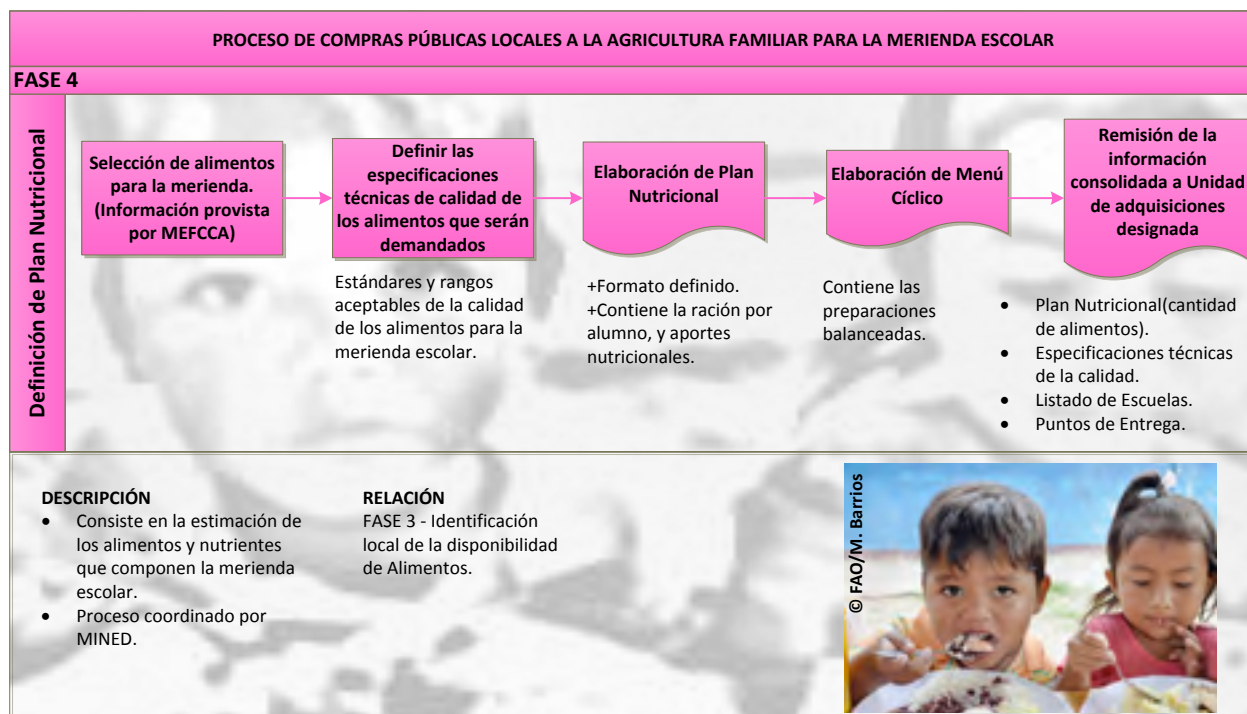 PROCESO DE COMPRAS PÚBLICAS LOCALES A LA AGRICULTURA FAMILIAR PARA LA MERIENDA ESCOLAR
FASE 4
Definición de Plan Nutricional
Selección de alimentos
para la merienda.
(Información provista
por MEFCCA)
Definir las
especificaciones
técnicas de calidad de
los alimentos que serán
demandados
Estándares y rangos
aceptables de la calidad
de los alimentos para la
merienda escolar.
Elaboración de Plan
Nutricional
+Formato definido.
+Contiene la ración por
alumno, y aportes
nutricionales.
Elaboración de Menú
Cíclico
Contiene las
preparaciones
balanceadas.
Remisión de la
información
consolidada a Unidad
de adquisiciones
designada
• Plan Nutricional(cantidad
de alimentos).
• Especificaciones técnicas
de la calidad.
• Listado de Escuelas.
• Puntos de Entrega.
DESCRIPCIÓN
• Consiste en la estimación de
los alimentos y nutrientes
que componen la merienda
escolar.
• Proceso coordinado por
MINED.
RELACIÓN
FASE 3 - Identificación
local de la disponibilidad
de Alimentos.
© FAO/M. Barrios